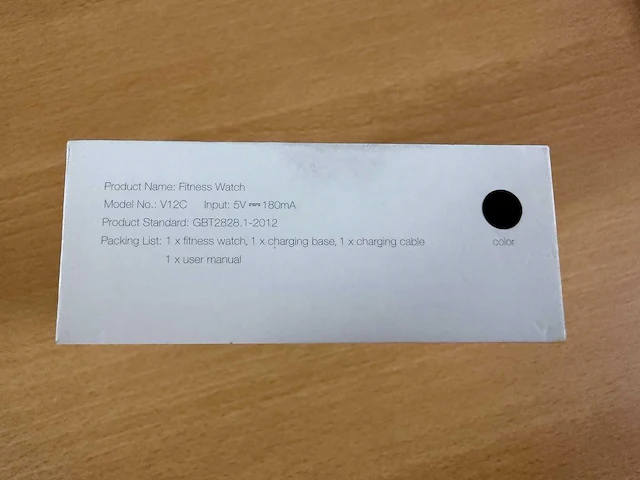 Product Name: Fitness Watch
Model No.: V12C Input: 5V ⎓ 180mA
Product Standard: GBT2828.1-2012
Packing List: 1 x fitness watch, 1 x charging base, 1 x charging cable
1 x user manual
color